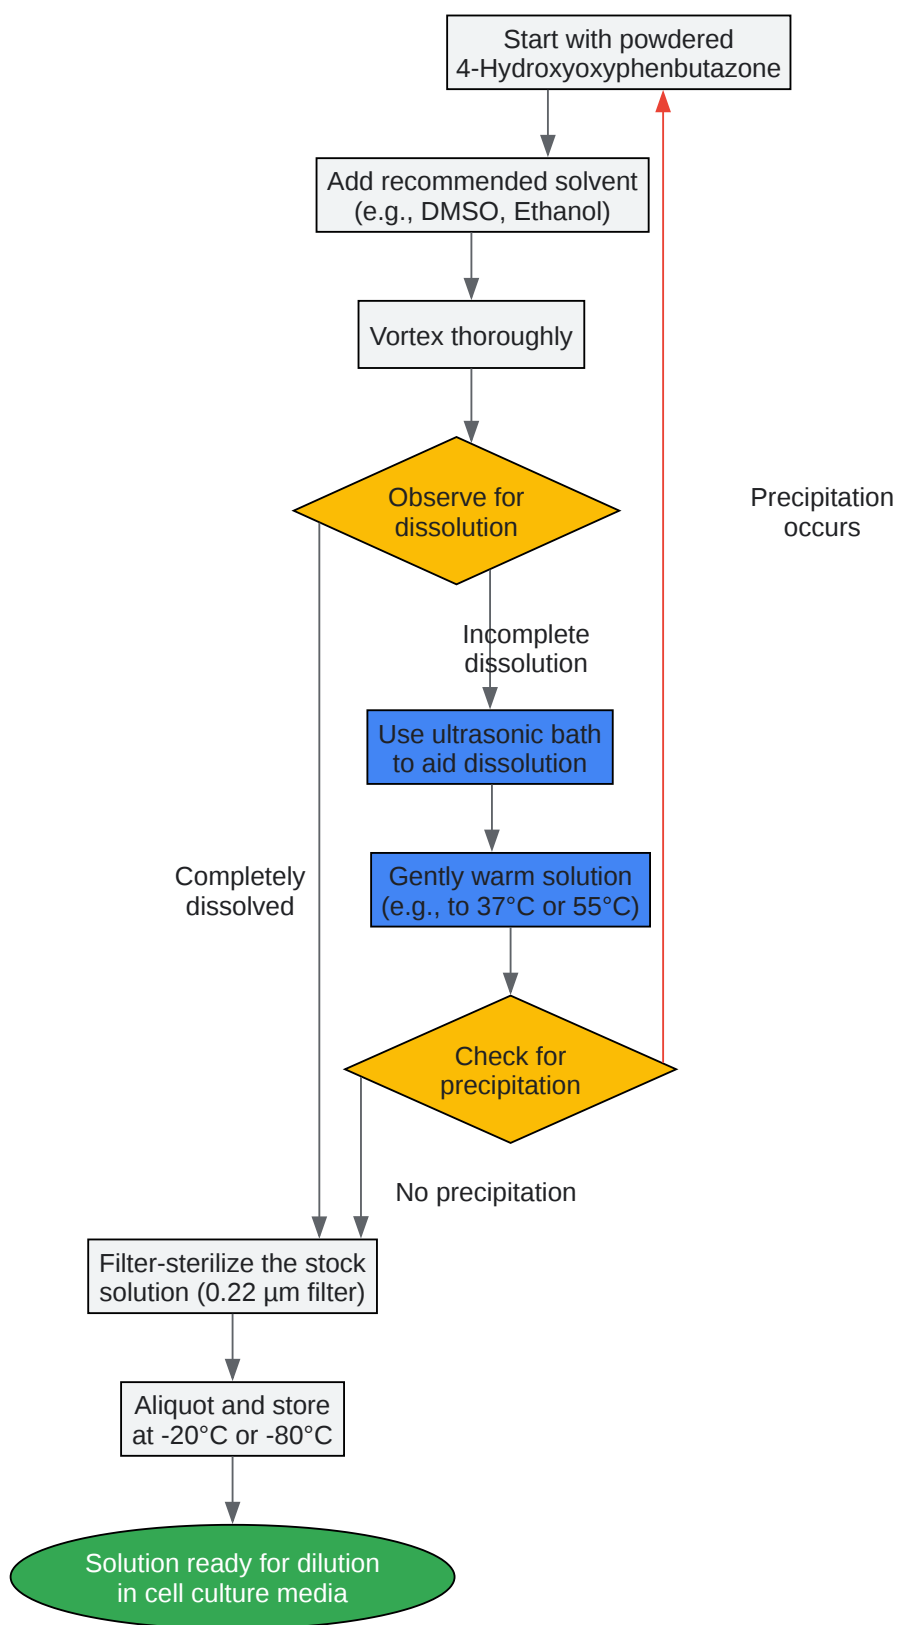 Start with powdered
4-Hydroxyoxyphenbutazone
Add recommended solvent
(e.g., DMSO, Ethanol)
Vortex thoroughly
Observe for
dissolution
Precipitation
occurs
Incomplete
dissolution
Use ultrasonic bath
to aid dissolution
Completely
dissolved
Gently warm solution
(e.g., to 37°C or 55°C)
Check for
precipitation
No precipitation
Filter-sterilize the stock
solution (0.22 µm filter)
Aliquot and store
at -20°C or -80°C
Solution ready for dilution
in cell culture media